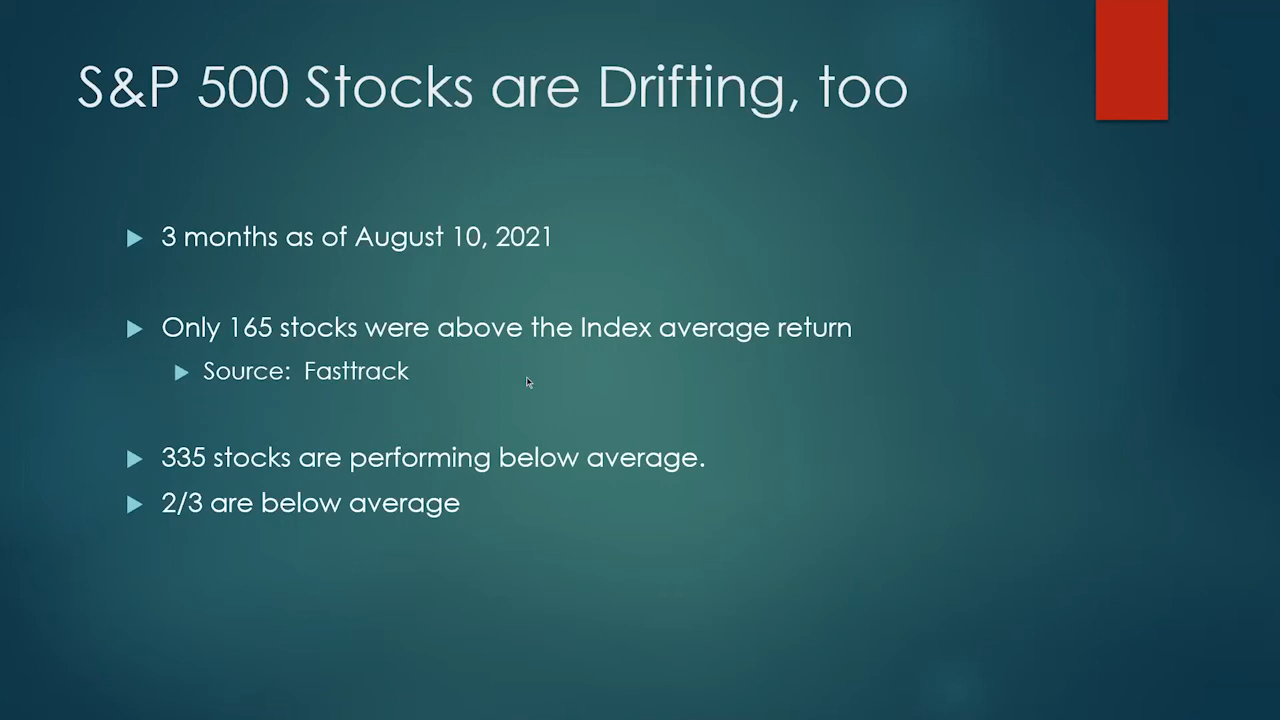 S&P 500 Stocks are Drifting, too
3 months as of August 10, 2021
Only 165 stocks were above the Index average return
Source:  Fasttrack
335 stocks are performing below average.
2/3 are below average